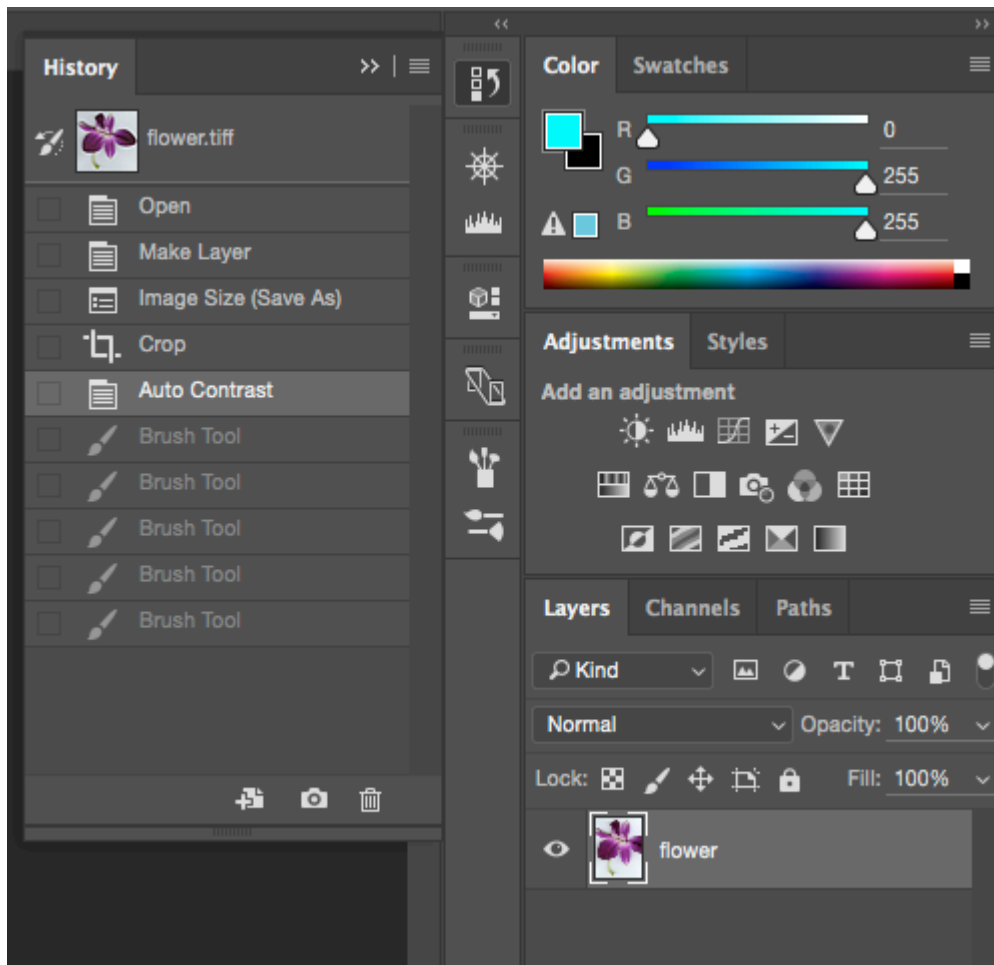 History
flower.tiff
Open
Make Layer
Image Size (Save As)
Crop
Auto Contrast
Brush Tool
Brush Tool
Brush Tool
Brush Tool
Brush Tool
Color Swatches
R 0
G 255
B 255
Adjustments Styles
Add an adjustment
Layers Channels Paths
Kind T
Normal Opacity: 100%
Lock: Fill: 100%
flower